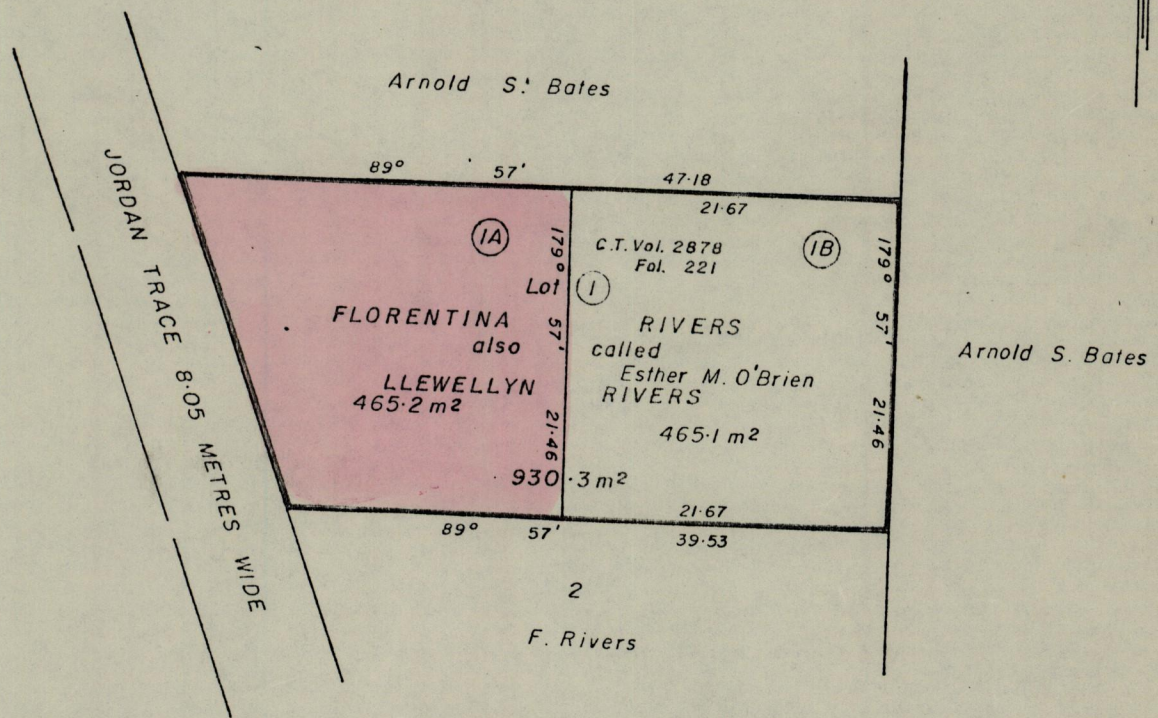 Arnold S. Bates
89° 57' 47·18
21·67
JORDAN TRACE 8·05 METRES WIDE
1A
179° 57' 21·46
C.T. Vol. 2878
Fol. 221
1B
179° 57' 21·46
Lot 1
FLORENTINA RIVERS
also called
Esther M. O'Brien
LLEWELLYN RIVERS
465·2 m²
465·1 m²
930·3 m²
21·67
89° 57' 39·53
Arnold S. Bates
2
F. Rivers